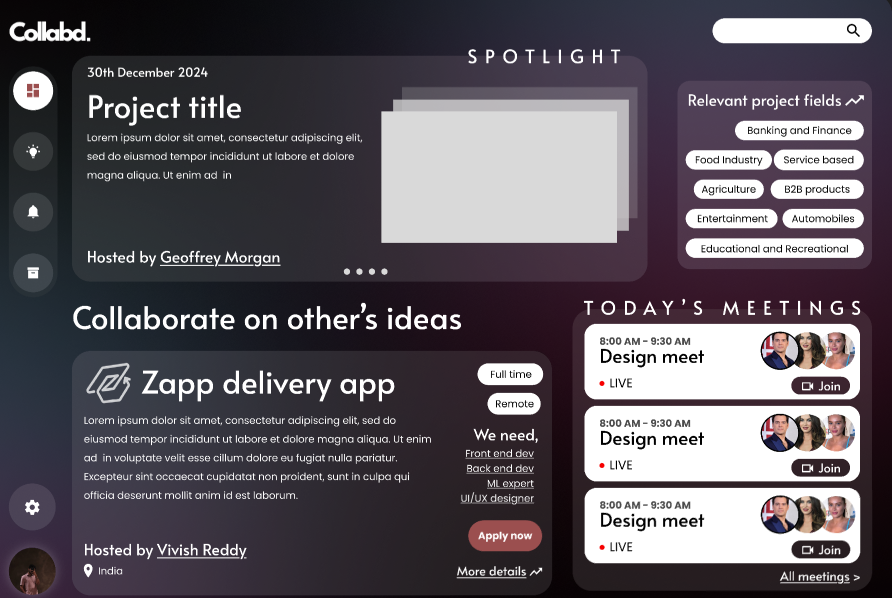 Collabd.
SPOTLIGHT
30th December 2024
Project title
Lorem ipsum dolor sit amet, consectetur adipiscing elit,
sed do eiusmod tempor incididunt ut labore et dolore
magna aliqua. Ut enim ad in
Hosted by Geoffrey Morgan
Relevant project fields
Banking and Finance
Food Industry
Service based
Agriculture
B2B products
Entertainment
Automobiles
Educational and Recreational
Collaborate on other's ideas
Zapp delivery app
Lorem ipsum dolor sit amet, consectetur adipiscing elit, sed do
eiusmod tempor incididunt ut labore et dolore magna aliqua. Ut enim
ad in voluptate velit esse cillum dolore eu fugiat nulla pariatur.
Excepteur sint occaecat cupidatat non proident, sunt in culpa qui
officia deserunt mollit anim id est laborum.
Hosted by Vivish Reddy
India
Full time
Remote
We need,
Front end dev
Back end dev
ML expert
UI/UX designer
Apply now
More details
TODAY'S MEETINGS
8:00 AM - 9:30 AM
Design meet
LIVE
Join
8:00 AM - 9:30 AM
Design meet
LIVE
Join
8:00 AM - 9:30 AM
Design meet
LIVE
Join
All meetings >